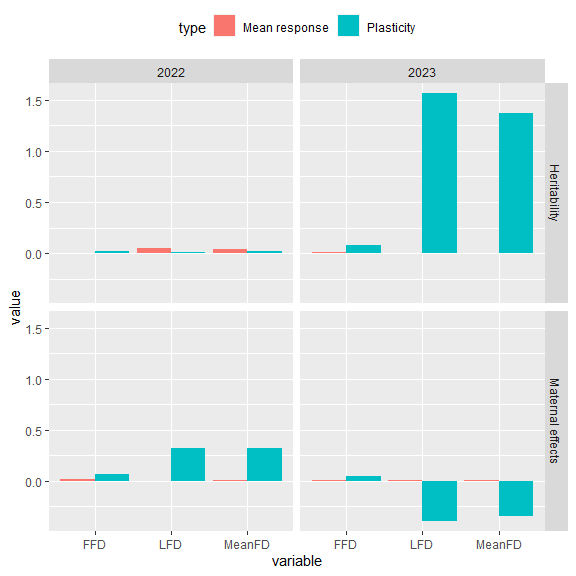 type Mean response Plasticity
2022 2023
1.5
1.0
0.5
0.0
Heritability
value
1.5
1.0
0.5
0.0
Maternal effects
FFD LFD MeanFD FFD LFD MeanFD
variable